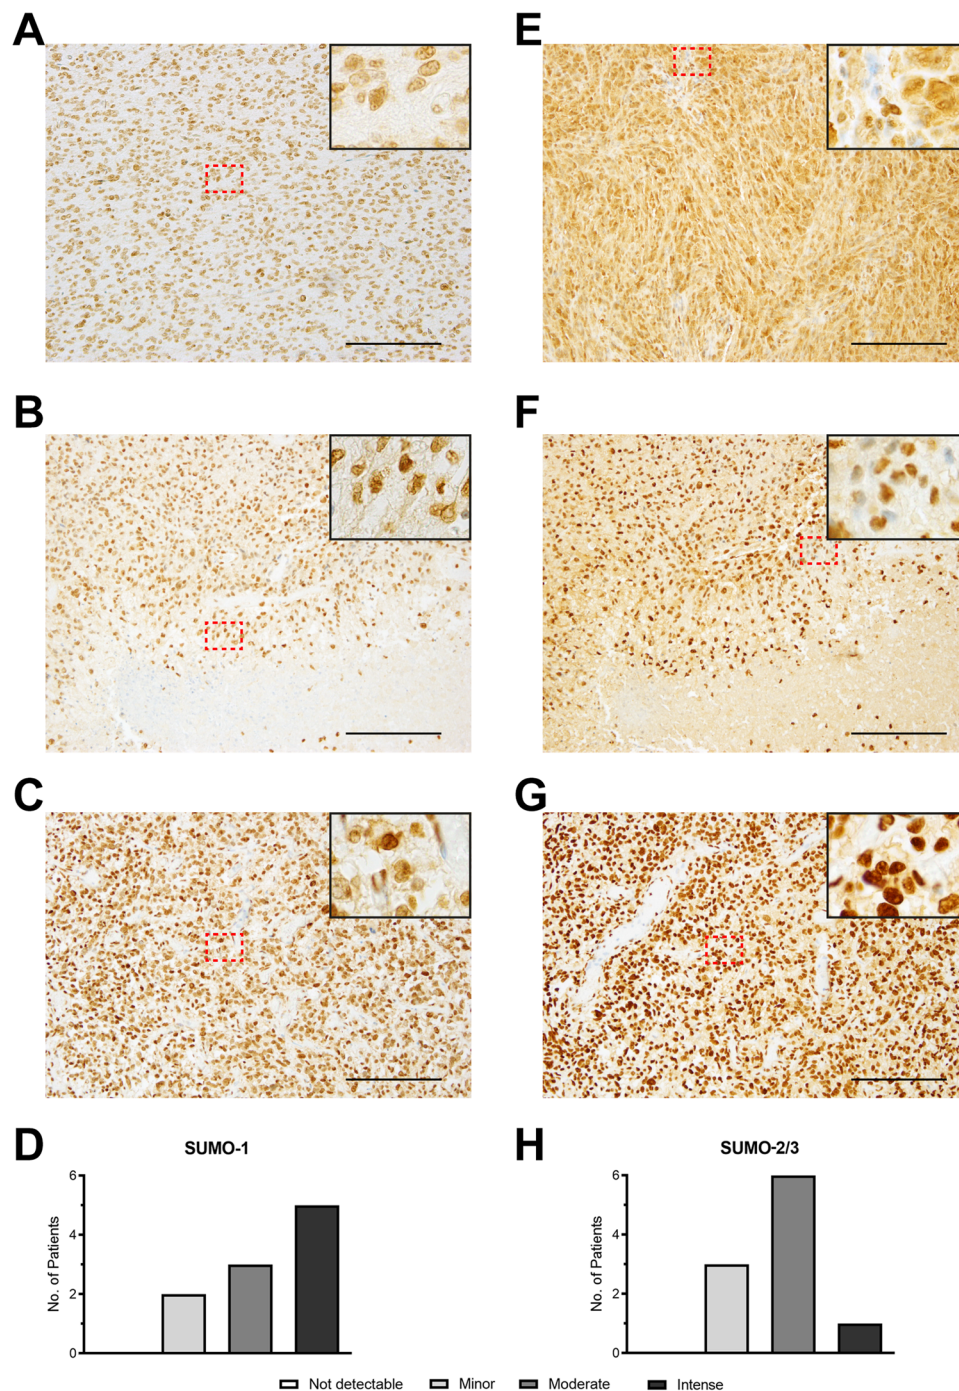 A
E
B
F
C
G
D
SUMO-1
No. of Patients
6
4
2
0
H
SUMO-2/3
No. of Patients
6
4
2
0
Not detectable
Minor
Moderate
Intense